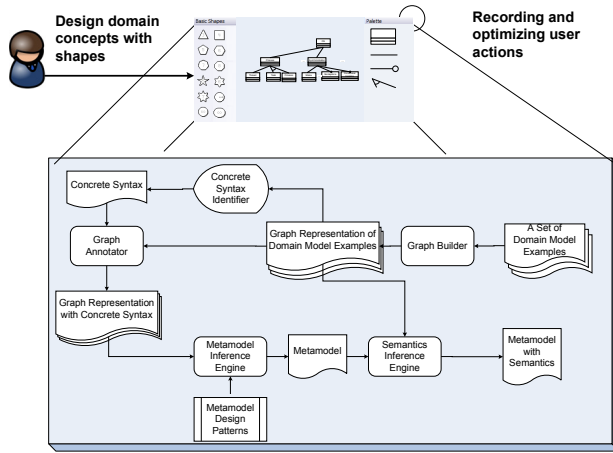 Design domain
concepts with
shapes
Basic Shapes
Palette
Recording and
optimizing user
actions
Concrete Syntax
Concrete
Syntax
Identifier
Graph
Annotator
Graph Representation of
Domain Model Examples
Graph Builder
A Set of
Domain Model
Examples
Graph Representation
with Concrete Syntax
Metamodel
Inference
Engine
Metamodel
Semantics
Inference
Engine
Metamodel
with
Semantics
Metamodel
Design
Patterns